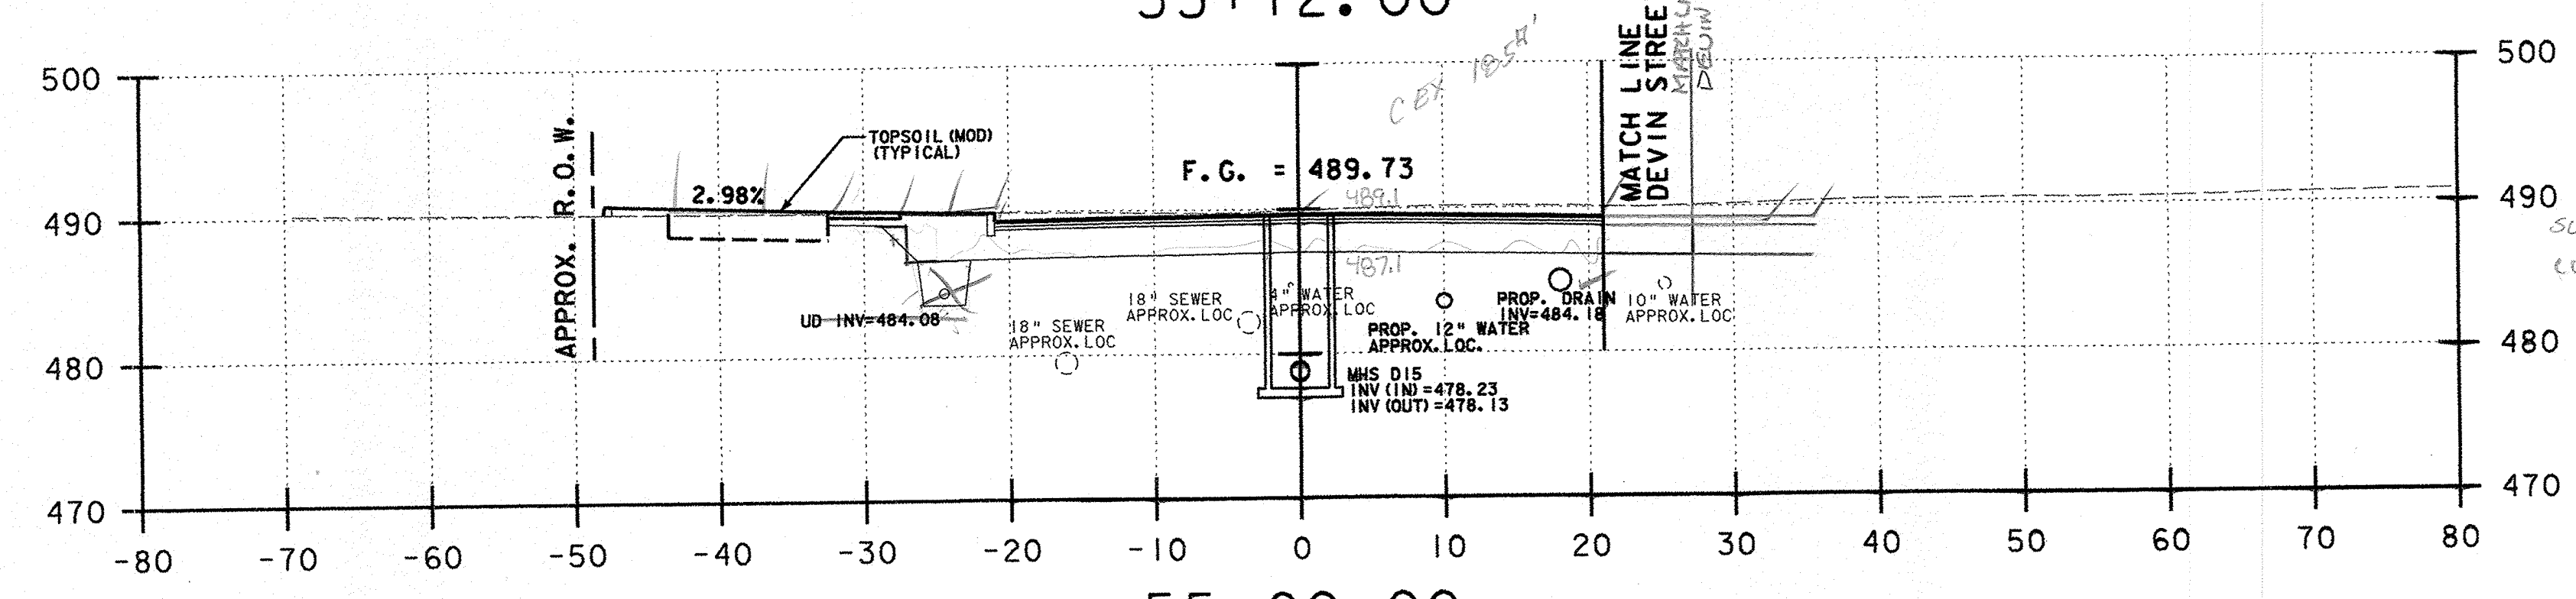 500
500
MATCH LINE
DEVIN STREE
CEX 185
APPROX. R.O.W.
TOPSOIL (MOD)
(TYPICAL)
2.98%
F.G. = 489.73
489.1
490
490
487.1
UD INV=484.08
18" SEWER
APPROX.LOC
18" SEWER
APPROX.LOC
4" WATER
APPROX.LOC
PROP. DRAIN
INV=484.18
10" WATER
APPROX.LOC
PROP. 12" WATER
APPROX.LOC.
480
480
MHS D15
INV(IN)=478.23
INV(OUT)=478.13
470
470
-80 -70 -60 -50 -40 -30 -20 -10 0 10 20 30 40 50 60 70 80